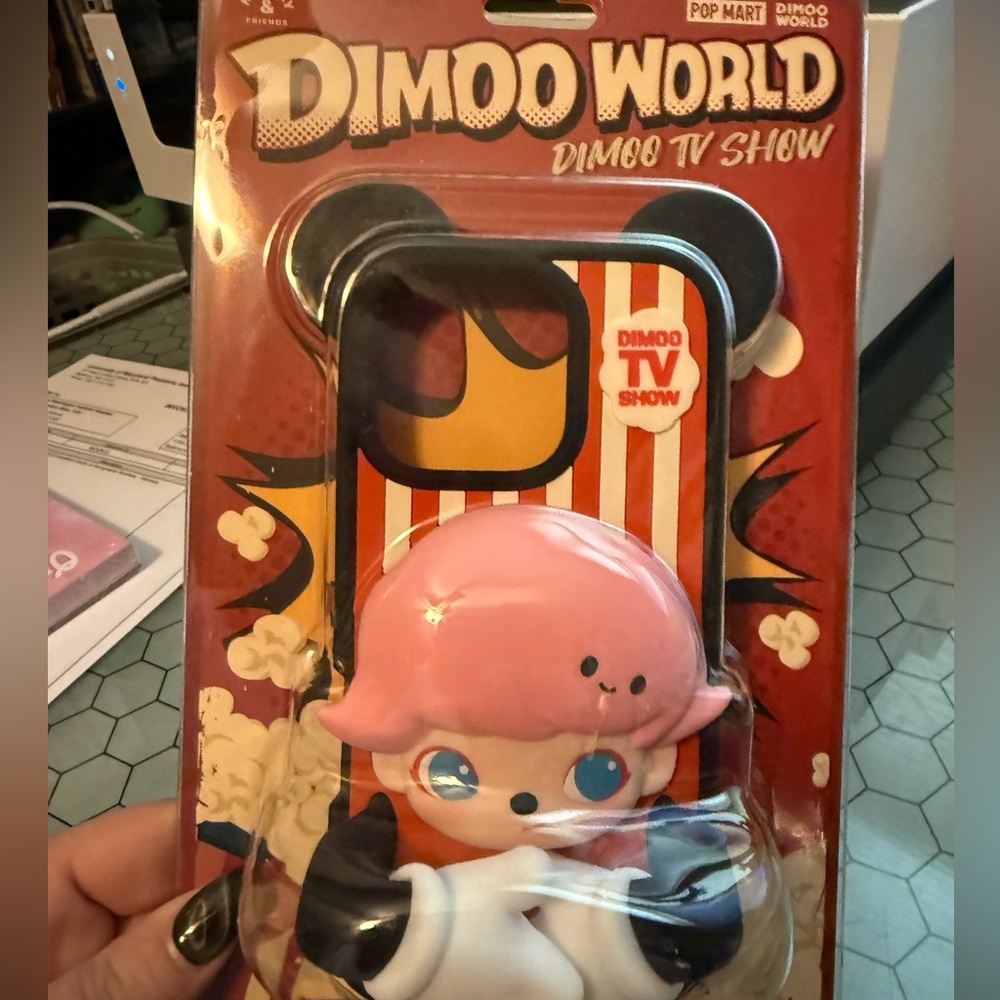 &
FRIENDS
POP MART
DIMOO
WORLD
DIMOO WORLD
DIMOO TV SHOW
DIMOO
TV
SHOW